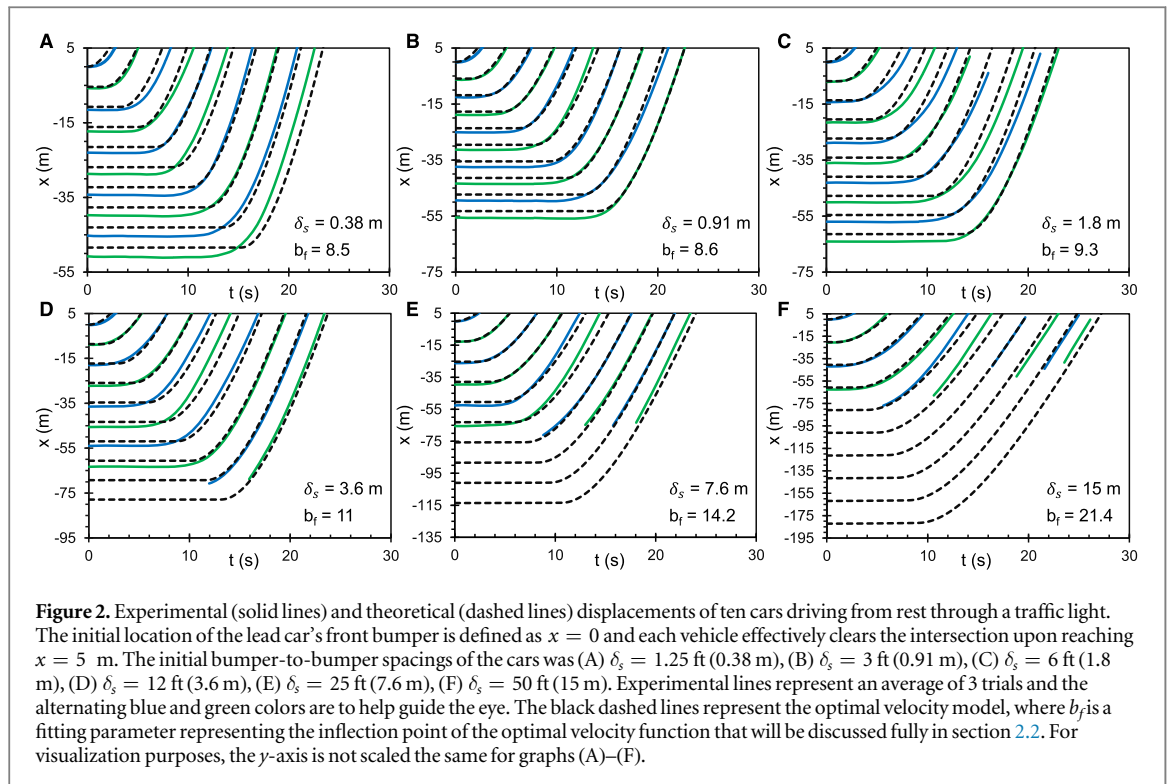 A
5
-15
-35
-55
x (m)
0
10
20
30
t (s)
δs = 0.38 m
bf = 8.5
B
5
-15
-35
-55
-75
x (m)
0
10
20
30
t (s)
δs = 0.91 m
bf = 8.6
C
5
-15
-35
-55
-75
x (m)
0
10
20
30
t (s)
δs = 1.8 m
bf = 9.3
D
5
-15
-35
-55
-75
-95
x (m)
0
10
20
30
t (s)
δs = 3.6 m
bf = 11
E
5
-15
-35
-55
-75
-95
-115
-135
x (m)
0
10
20
30
t (s)
δs = 7.6 m
bf = 14.2
F
5
-15
-35
-55
-75
-95
-115
-135
-155
-175
-195
x (m)
0
10
20
30
t (s)
δs = 15 m
bf = 21.4
Figure 2. Experimental (solid lines) and theoretical (dashed lines) displacements of ten cars driving from rest through a traffic light.
The initial location of the lead car's front bumper is defined as x = 0 and each vehicle effectively clears the intersection upon reaching
x = 5 m. The initial bumper-to-bumper spacings of the cars was (A) δs = 1.25 ft (0.38 m), (B) δs = 3 ft (0.91 m), (C) δs = 6 ft (1.8
m), (D) δs = 12 ft (3.6 m), (E) δs = 25 ft (7.6 m), (F) δs = 50 ft (15 m). Experimental lines represent an average of 3 trials and the
alternating blue and green colors are to help guide the eye. The black dashed lines represent the optimal velocity model, where bf is a
fitting parameter representing the inflection point of the optimal velocity function that will be discussed fully in section 2.2. For
visualization purposes, the y-axis is not scaled the same for graphs (A)–(F).